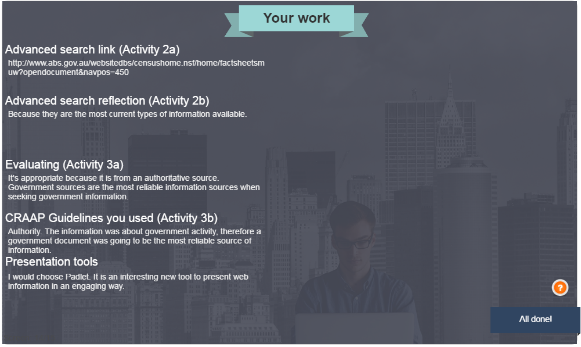 Your work
Advanced search link (Activity 2a)
http://www.abs.gov.au/websitedbs/censushome.nsf/home/factsheetsm
uw?opendocument&navpos=450
Advanced search reflection (Activity 2b)
Because they are the most current types of information available.
Evaluating (Activity 3a)
It's appropriate because it is from an authoritative source.
Government sources are the most reliable information sources when
seeking government information
CRAAP Guidelines you used (Activity 3b)
Authority. The information was about government activity, therefore a
government document was going to be the most reliable source of
information.
Presentation tools
I would choose Padlet. It is an interesting new tool to present web
information in an engaging way.
?
All done!